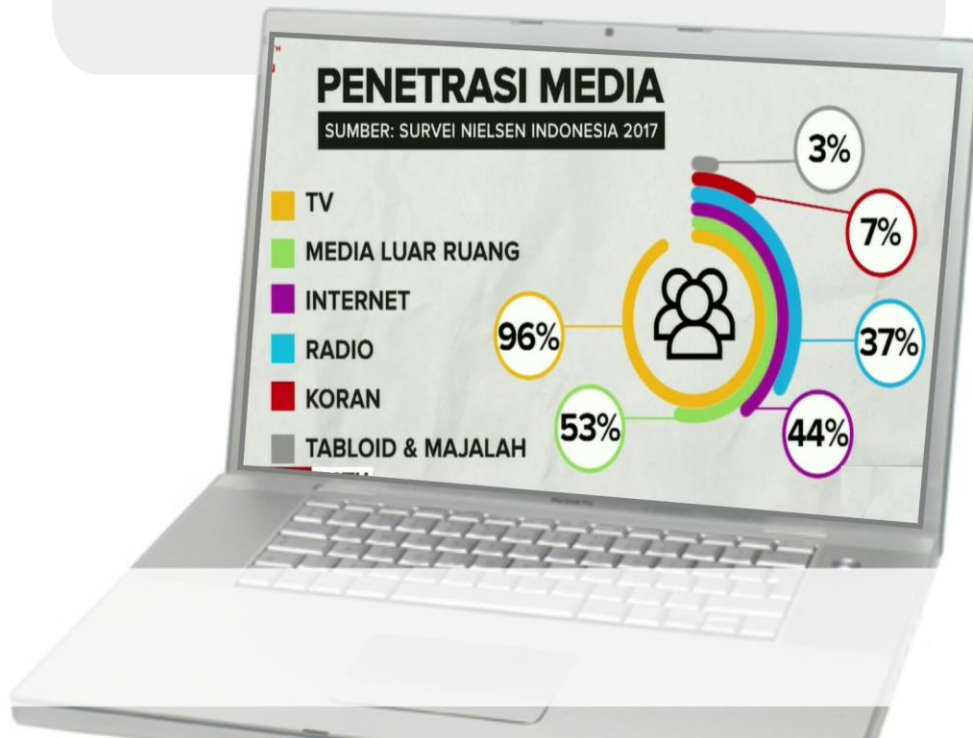 PENETRASI MEDIA
SUMBER: SURVEI NIELSEN INDONESIA 2017
TV
MEDIA LUAR RUANG
INTERNET
RADIO
KORAN
TABLOID & MAJALAH
3%
7%
37%
44%
53%
96%